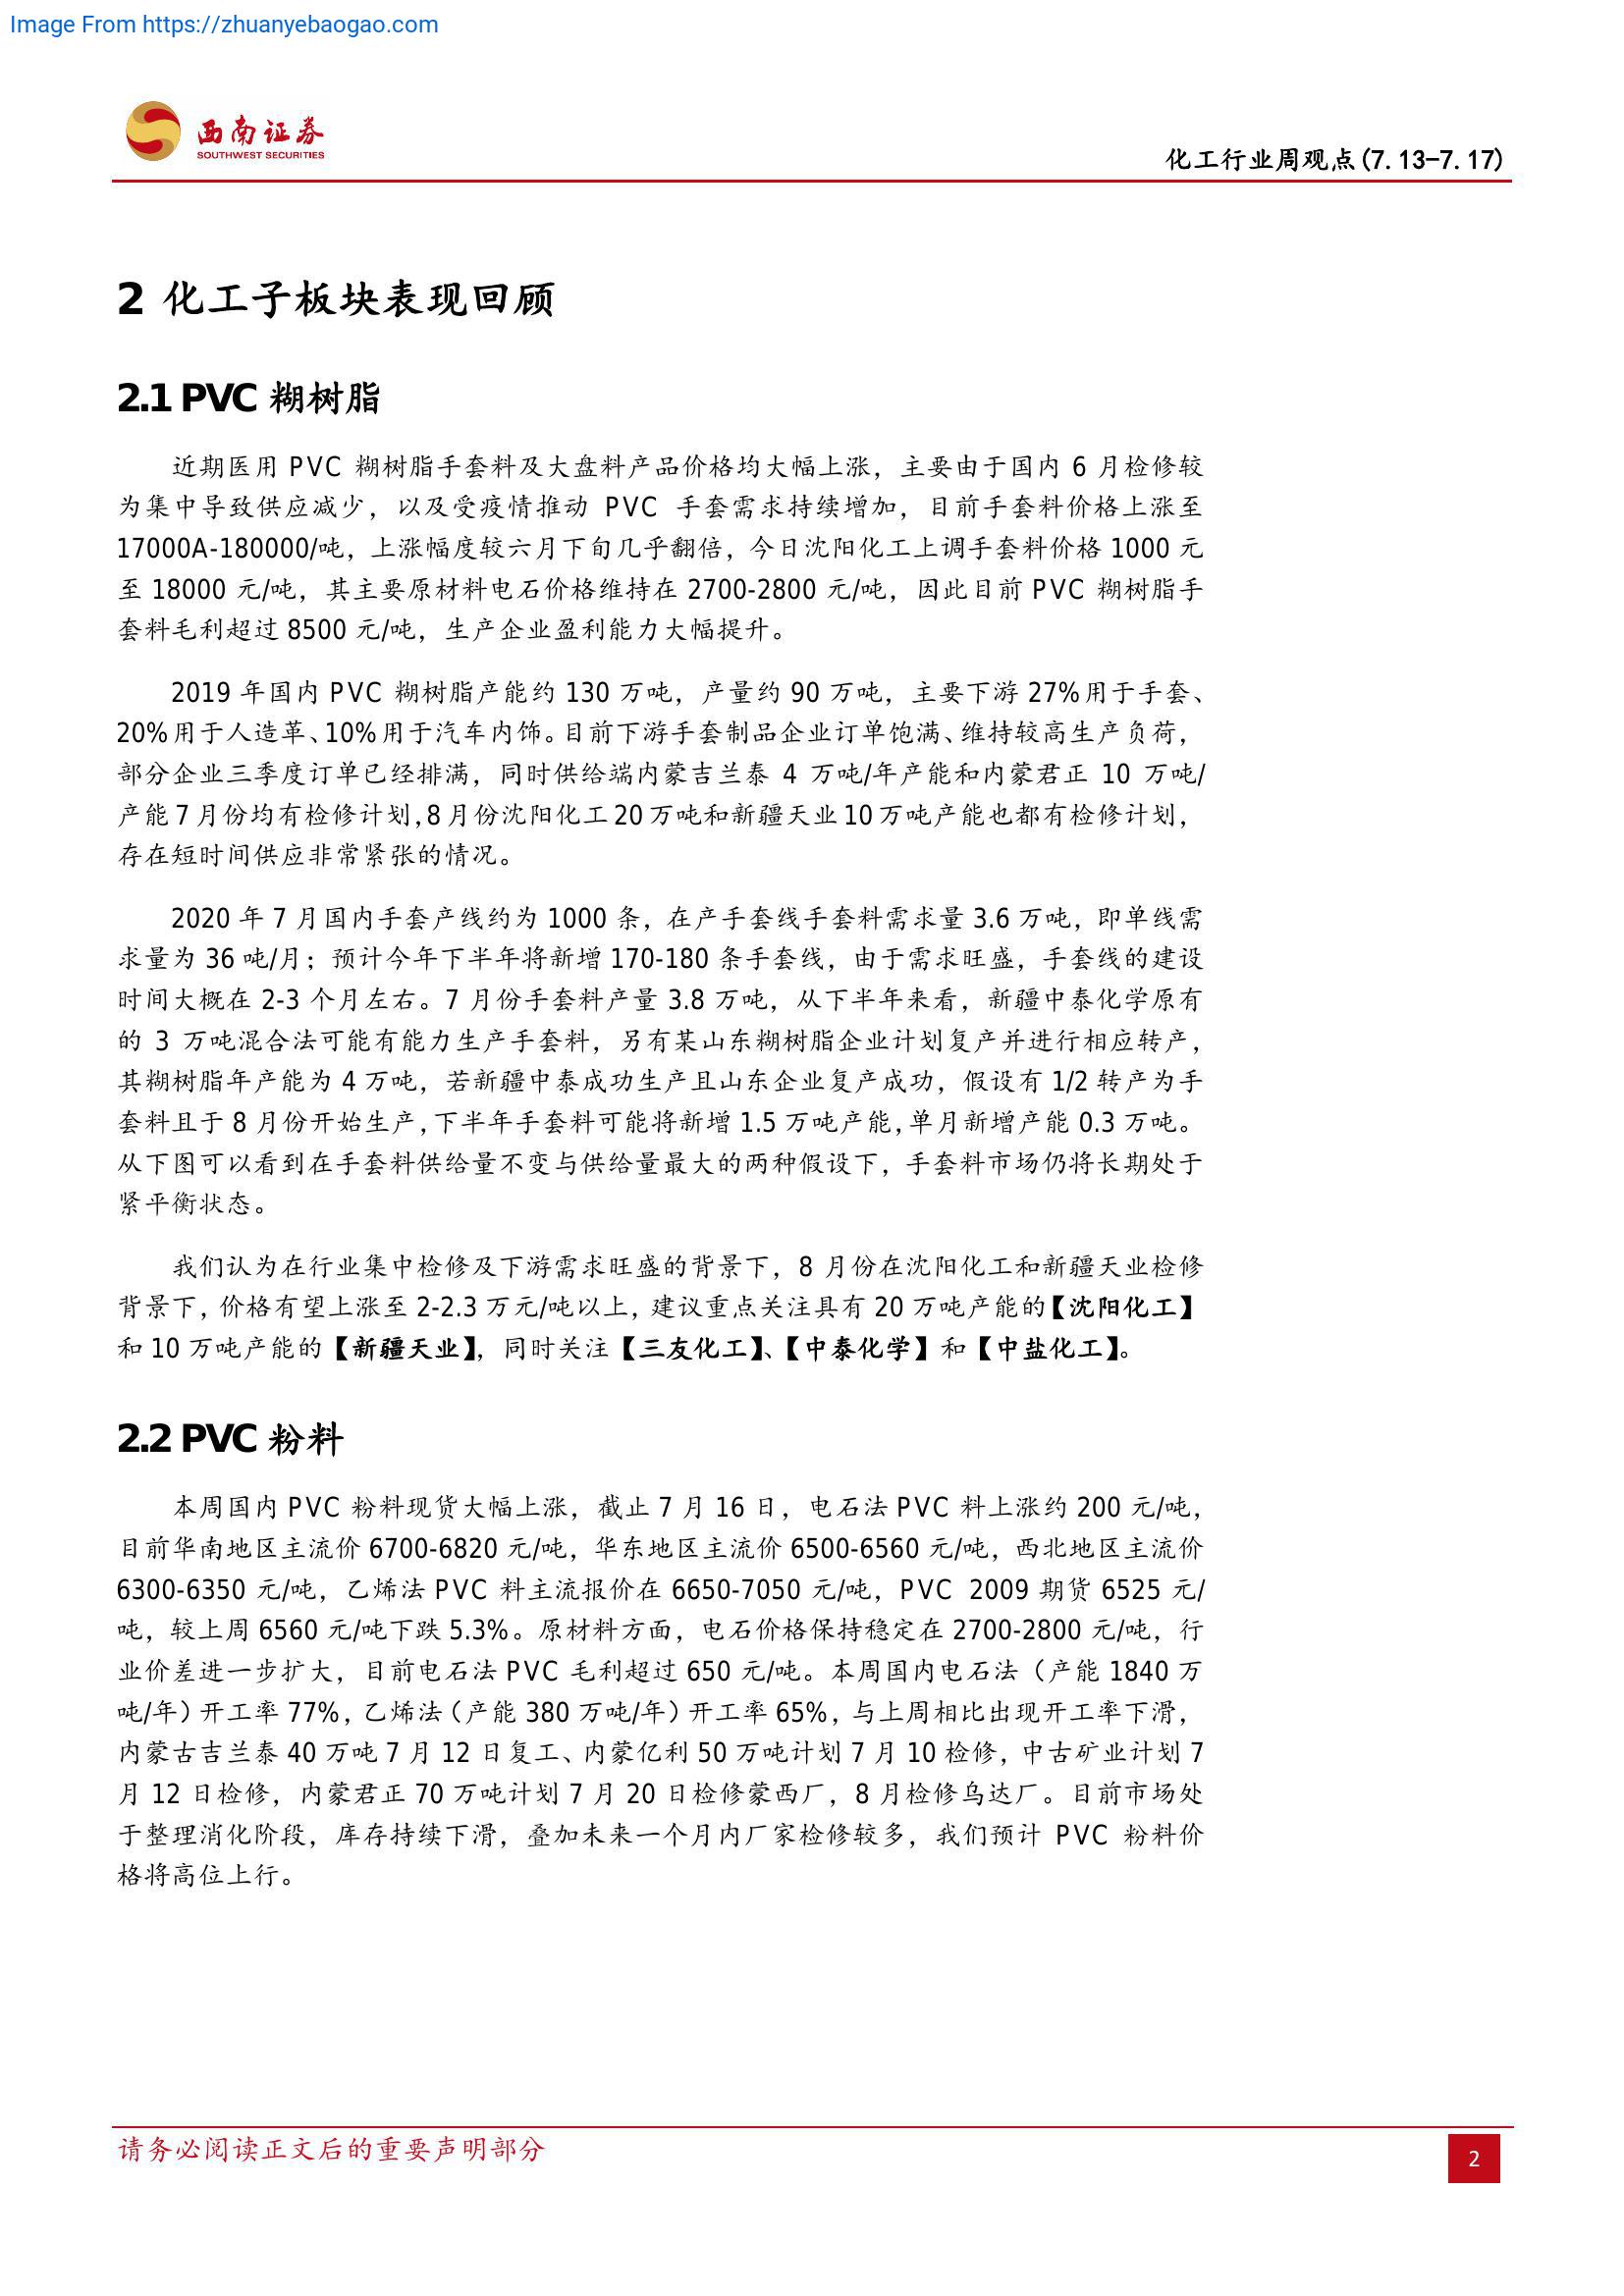 Image From https://zhuanyebaogao.com
西南证券
SOUTHWEST SECURITIES
化工行业周观点(7.13-7.17)
2 化工子板块表现回顾
2.1 PVC 糊树脂
近期医用 PVC 糊树脂手套料及大盘料产品价格均大幅上涨，主要由于国内 6 月检修较
为集中导致供应减少，以及受疫情推动 PVC 手套需求持续增加，目前手套料价格上涨至
17000A-180000/吨，上涨幅度较六月下旬几乎翻倍，今日沈阳化工上调手套料价格 1000 元
至 18000 元/吨，其主要原材料电石价格维持在 2700-2800 元/吨，因此目前 PVC 糊树脂手
套料毛利超过 8500 元/吨，生产企业盈利能力大幅提升。
2019 年国内 PVC 糊树脂产能约 130 万吨，产量约 90 万吨，主要下游 27%用于手套、
20%用于人造革、10%用于汽车内饰。目前下游手套制品企业订单饱满、维持较高生产负荷，
部分企业三季度订单已经排满，同时供给端内蒙吉兰泰 4 万吨/年产能和内蒙君正 10 万吨/
产能 7 月份均有检修计划，8 月份沈阳化工 20 万吨和新疆天业 10 万吨产能也都有检修计划，
存在短时间供应非常紧张的情况。
2020 年 7 月国内手套产线约为 1000 条，在产手套线手套料需求量 3.6 万吨，即单线需
求量为 36 吨/月；预计今年下半年将新增 170-180 条手套线，由于需求旺盛，手套线的建设
时间大概在 2-3 个月左右。7 月份手套料产量 3.8 万吨，从下半年来看，新疆中泰化学原有
的 3 万吨混合法可能有能力生产手套料，另有某山东糊树脂企业计划复产并进行相应转产，
其糊树脂年产能为 4 万吨，若新疆中泰成功生产且山东企业复产成功，假设有 1/2 转产为手
套料且于 8 月份开始生产，下半年手套料可能将新增 1.5 万吨产能，单月新增产能 0.3 万吨。
从下图可以看到在手套料供给量不变与供给量最大的两种假设下，手套料市场仍将长期处于
紧平衡状态。
我们认为在行业集中检修及下游需求旺盛的背景下，8 月份在沈阳化工和新疆天业检修
背景下，价格有望上涨至 2-2.3 万元/吨以上，建议重点关注具有 20 万吨产能的【沈阳化工】
和 10 万吨产能的【新疆天业】，同时关注【三友化工】、【中泰化学】和【中盐化工】。
2.2 PVC 粉料
本周国内 PVC 粉料现货大幅上涨，截止 7 月 16 日，电石法 PVC 料上涨约 200 元/吨，
目前华南地区主流价 6700-6820 元/吨，华东地区主流价 6500-6560 元/吨，西北地区主流价
6300-6350 元/吨，乙烯法 PVC 料主流报价在 6650-7050 元/吨，PVC 2009 期货 6525 元/
吨，较上周 6560 元/吨下跌 5.3%。原材料方面，电石价格保持稳定在 2700-2800 元/吨，行
业价差进一步扩大，目前电石法 PVC 毛利超过 650 元/吨。本周国内电石法（产能 1840 万
吨/年）开工率 77%，乙烯法（产能 380 万吨/年）开工率 65%，与上周相比出现开工率下滑，
内蒙古吉兰泰 40 万吨 7 月 12 日复工、内蒙亿利 50 万吨计划 7 月 10 检修，中古矿业计划 7
月 12 日检修，内蒙君正 70 万吨计划 7 月 20 日检修蒙西厂，8 月检修乌达厂。目前市场处
于整理消化阶段，库存持续下滑，叠加未来一个月内厂家检修较多，我们预计 PVC 粉料价
格将高位上行。
请务必阅读正文后的重要声明部分
2